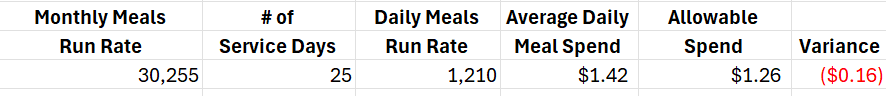 Monthly Meals # of Daily Meals Average Daily Allowable
Run Rate Service Days Run Rate Meal Spend Spend Variance
30,255 25 1,210 $1.42 $1.26 ($0.16)